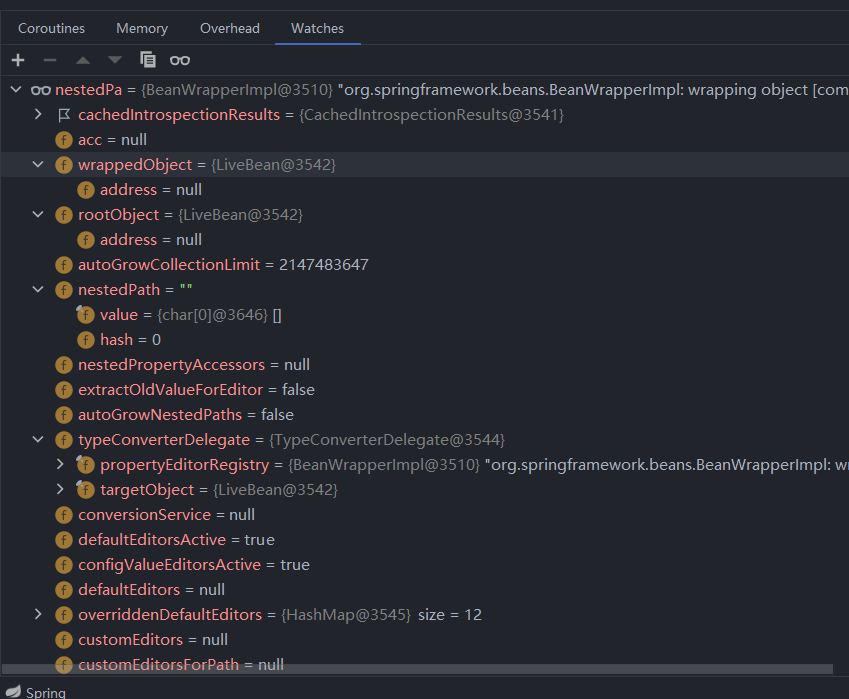 Coroutines Memory Overhead Watches
nestedPa = {BeanWrapperImpl@3510} "org.springframework.beans.BeanWrapperImpl: wrapping object [com
cachedIntrospectionResults = {CachedIntrospectionResults@3541}
acc = null
wrappedObject = {LiveBean@3542}
address = null
rootObject = {LiveBean@3542}
address = null
autoGrowCollectionLimit = 2147483647
nestedPath = ""
value = {char[0]@3646} []
hash = 0
nestedPropertyAccessors = null
extractOldValueForEditor = false
autoGrowNestedPaths = false
typeConverterDelegate = {TypeConverterDelegate@3544}
propertyEditorRegistry = {BeanWrapperImpl@3510} "org.springframework.beans.BeanWrapperImpl: w
targetObject = {LiveBean@3542}
conversionService = null
defaultEditorsActive = true
configValueEditorsActive = true
defaultEditors = null
overriddenDefaultEditors = {HashMap@3545} size = 12
customEditors = null
customEditorsForPath = null
Spring